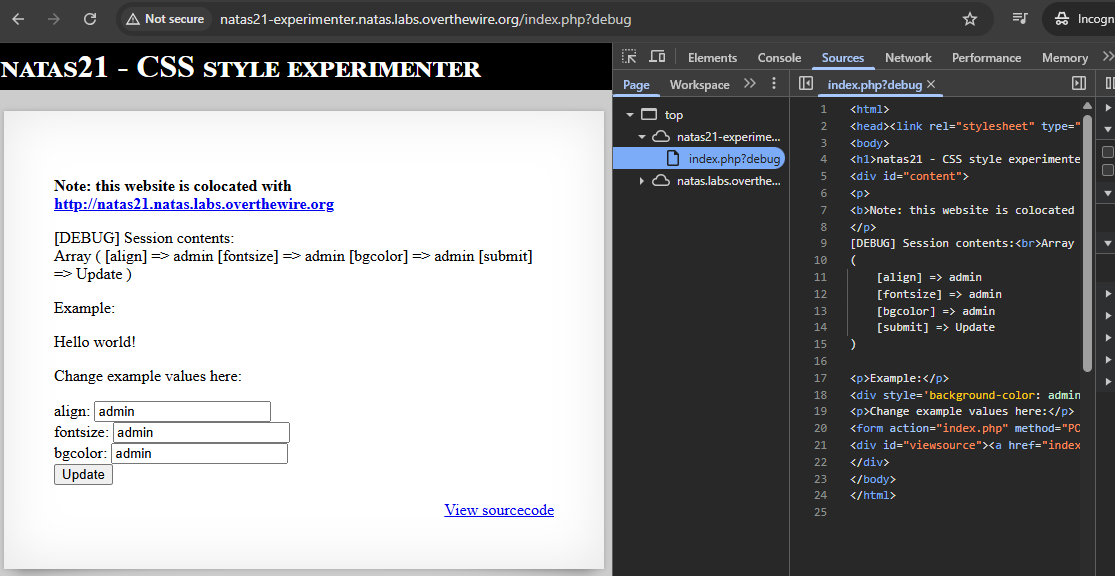 Not secure natas21-experimenter.natas.labs.overthewire.org/index.php?debug
Incogn
NATAS21 - CSS STYLE EXPERIMENTER
Note: this website is colocated with
http://natas21.natas.labs.overthewire.org
[DEBUG] Session contents:
Array ( [align] => admin [fontsize] => admin [bgcolor] => admin [submit]
=> Update )
Example:
Hello world!
Change example values here:
align: admin
fontsize: admin
bgcolor: admin
Update
View sourcecode
Elements Console Sources Network Performance Memory
Page Workspace
top
natas21-experime...
index.php?debug
natas.labs.overthe...
index.php?debug
1 <html>
2 <head><link rel="stylesheet" type="
3 <body>
4 <h1>natas21 - CSS style experimente
5 <div id="content">
6 <p>
7 <b>Note: this website is colocated
8 </p>
9 [DEBUG] Session contents:<br>Array
10 (
11 [align] => admin
12 [fontsize] => admin
13 [bgcolor] => admin
14 [submit] => Update
15 )
16
17 <p>Example:</p>
18 <div style='background-color: admin
19 <p>Change example values here:</p>
20 <form action="index.php" method="PO
21 <div id="viewsource"><a href="index
22 </div>
23 </body>
24 </html>
25